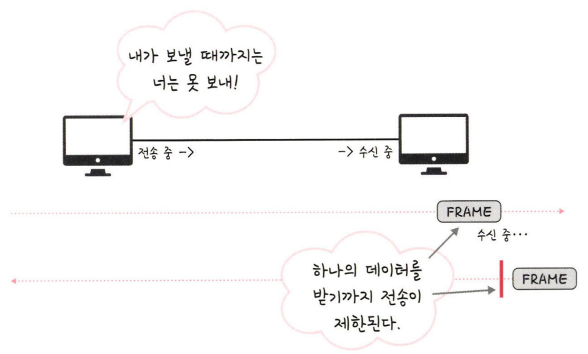 내가 보낼 때까지는
너는 못 보내!
전송 중 ->
-> 수신 중
FRAME
수신 중...
하나의 데이터를
받기까지 전송이
제한된다.
FRAME